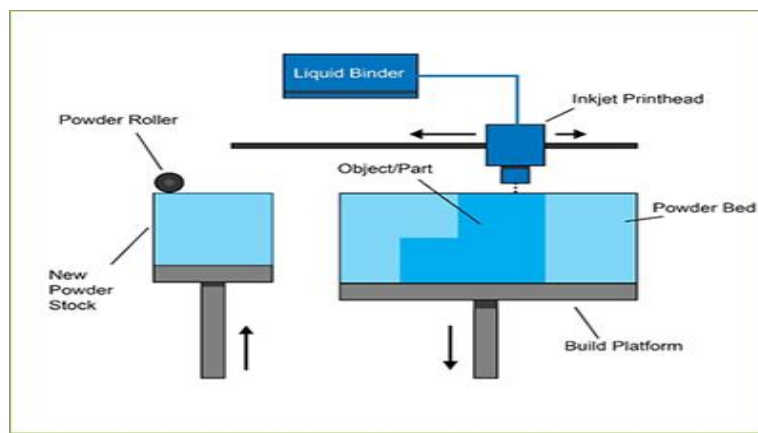 Liquid Binder
Inkjet Printhead
Powder Roller
Object/Part
Powder Bed
New
Powder
Stock
Build Platform